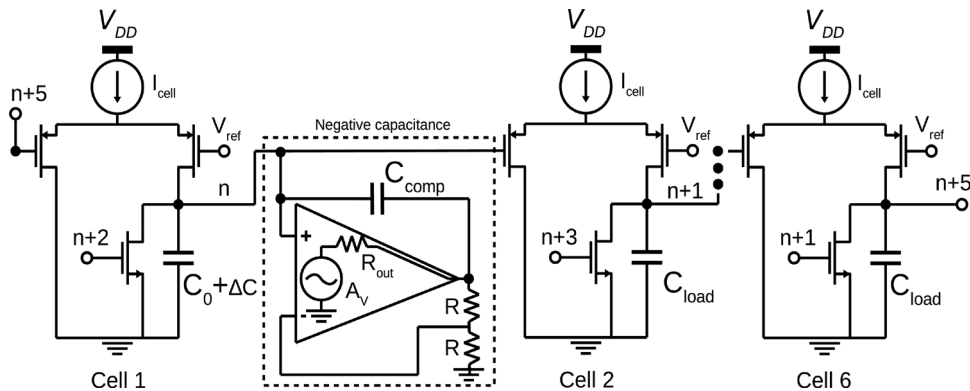 V_DD
I_cell
n+5
V_ref
n
n+2
C_0+ΔC
Cell 1
Negative capacitance
C_comp
+
R_out
A_V
-
R
R
V_DD
I_cell
V_ref
n+1
n+3
C_load
Cell 2
V_DD
I_cell
V_ref
n+5
n+1
C_load
Cell 6